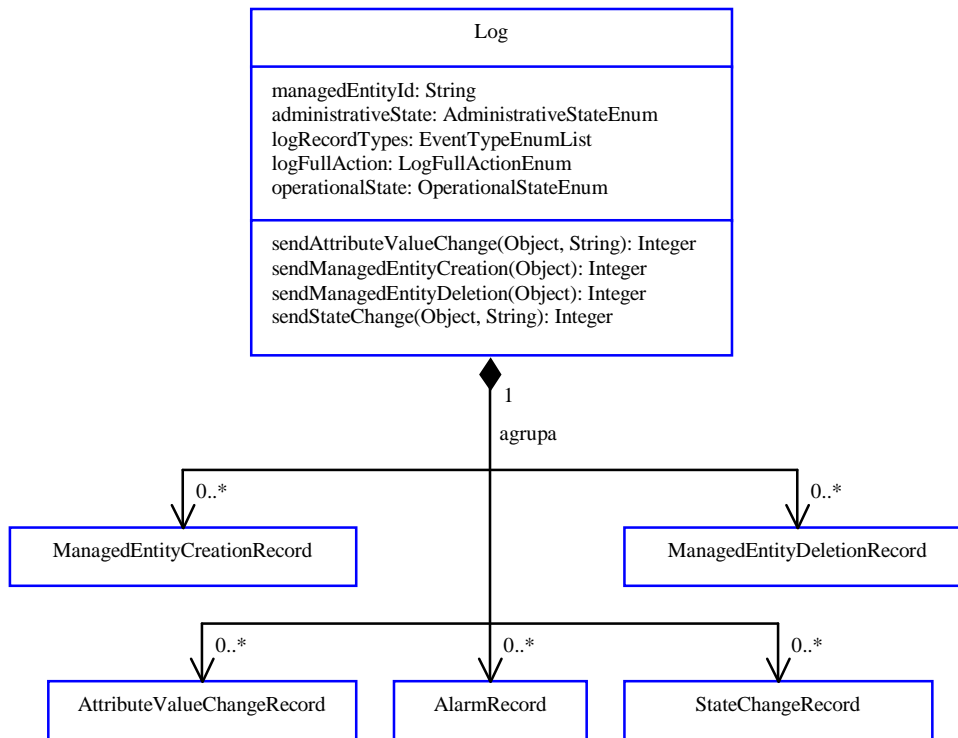 Log
managedEntityId: String
administrativeState: AdministrativeStateEnum
logRecordTypes: EventTypeEnumList
logFullAction: LogFullActionEnum
operationalState: OperationalStateEnum
sendAttributeValueChange(Object, String): Integer
sendManagedEntityCreation(Object): Integer
sendManagedEntityDeletion(Object): Integer
sendStateChange(Object, String): Integer
1
agrupa
0..*
0..*
ManagedEntityCreationRecord
ManagedEntityDeletionRecord
0..*
0..*
0..*
AttributeValueChangeRecord
AlarmRecord
StateChangeRecord